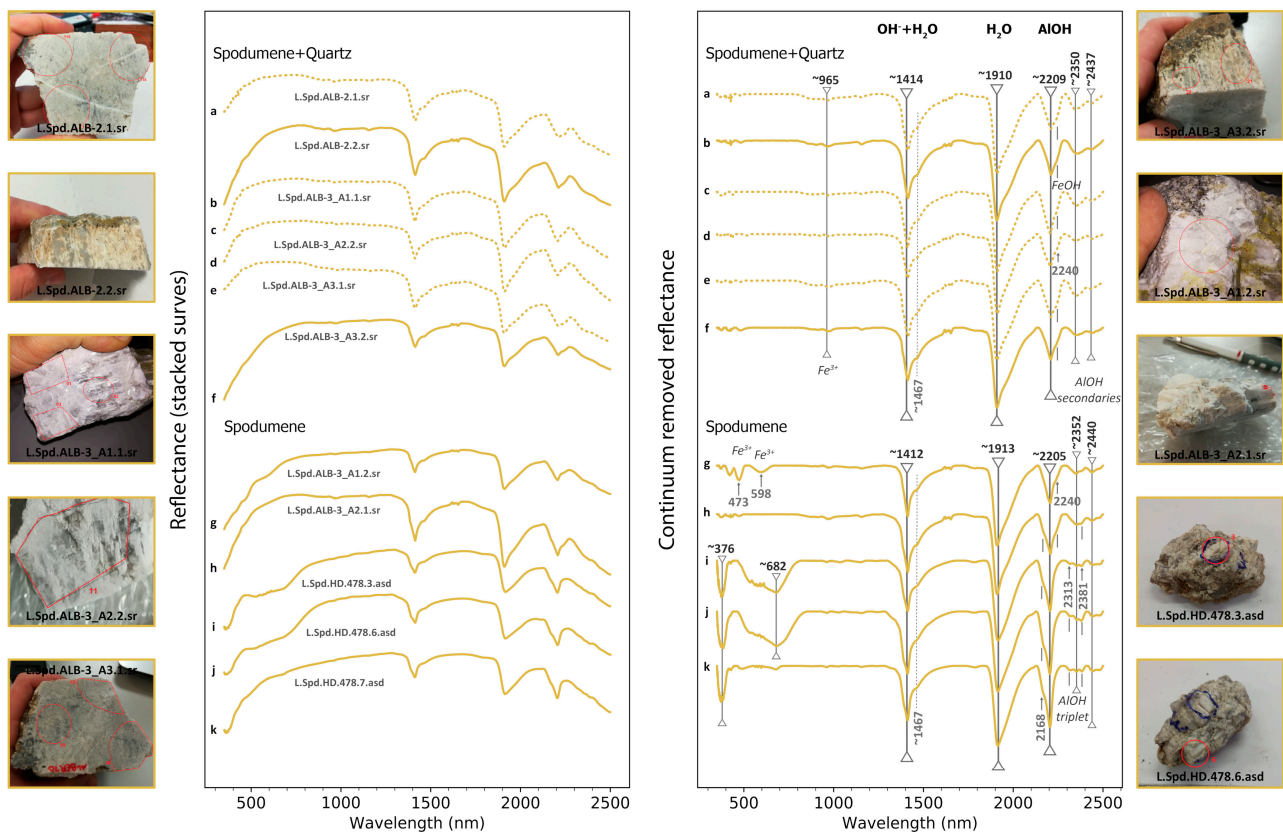 L.Spd.ALB-2.1.sr
L.Spd.ALB-2.2.sr
L.Spd.ALB-3_A1.1.sr
11
L.Spd.ALB-3_A2.2.sr
L.Spd.ALB-3_A3.1.sr
Reflectance (stacked surves)
Spodumene+Quartz
a
L.Spd.ALB-2.1.sr
L.Spd.ALB-2.2.sr
b
L.Spd.ALB-3_A1.1.sr
c
L.Spd.ALB-3_A2.2.sr
d
L.Spd.ALB-3_A3.1.sr
e
L.Spd.ALB-3_A3.2.sr
f
Spodumene
L.Spd.ALB-3_A1.2.sr
g
L.Spd.ALB-3_A2.1.sr
h
L.Spd.HD.478.3.asd
i
L.Spd.HD.478.6.asd
j
L.Spd.HD.478.7.asd
k
500 1000 1500 2000 2500
Wavelength (nm)
Continuum removed reflectance
OH⁻+H₂O H₂O AlOH
Spodumene+Quartz
~965 ~1414 ~1910 ~2209 ~2350 ~2437
a
b
FeOH
c
d
2240
e
f
Fe³⁺
~1467
AlOH
secondaries
Spodumene
Fe³⁺ Fe³⁺
~1412 ~1913 ~2205 ~2352 ~2440
g
473 598
2240
h
i
~376
~682
2313 2381
j
k
~1467
2168
AlOH
triplet
500 1000 1500 2000 2500
Wavelength (nm)
L.Spd.ALB-3_A3.2.sr
L.Spd.ALB-3_A1.2.sr
L.Spd.ALB-3_A2.1.sr
L.Spd.HD.478.3.asd
L.Spd.HD.478.6.asd